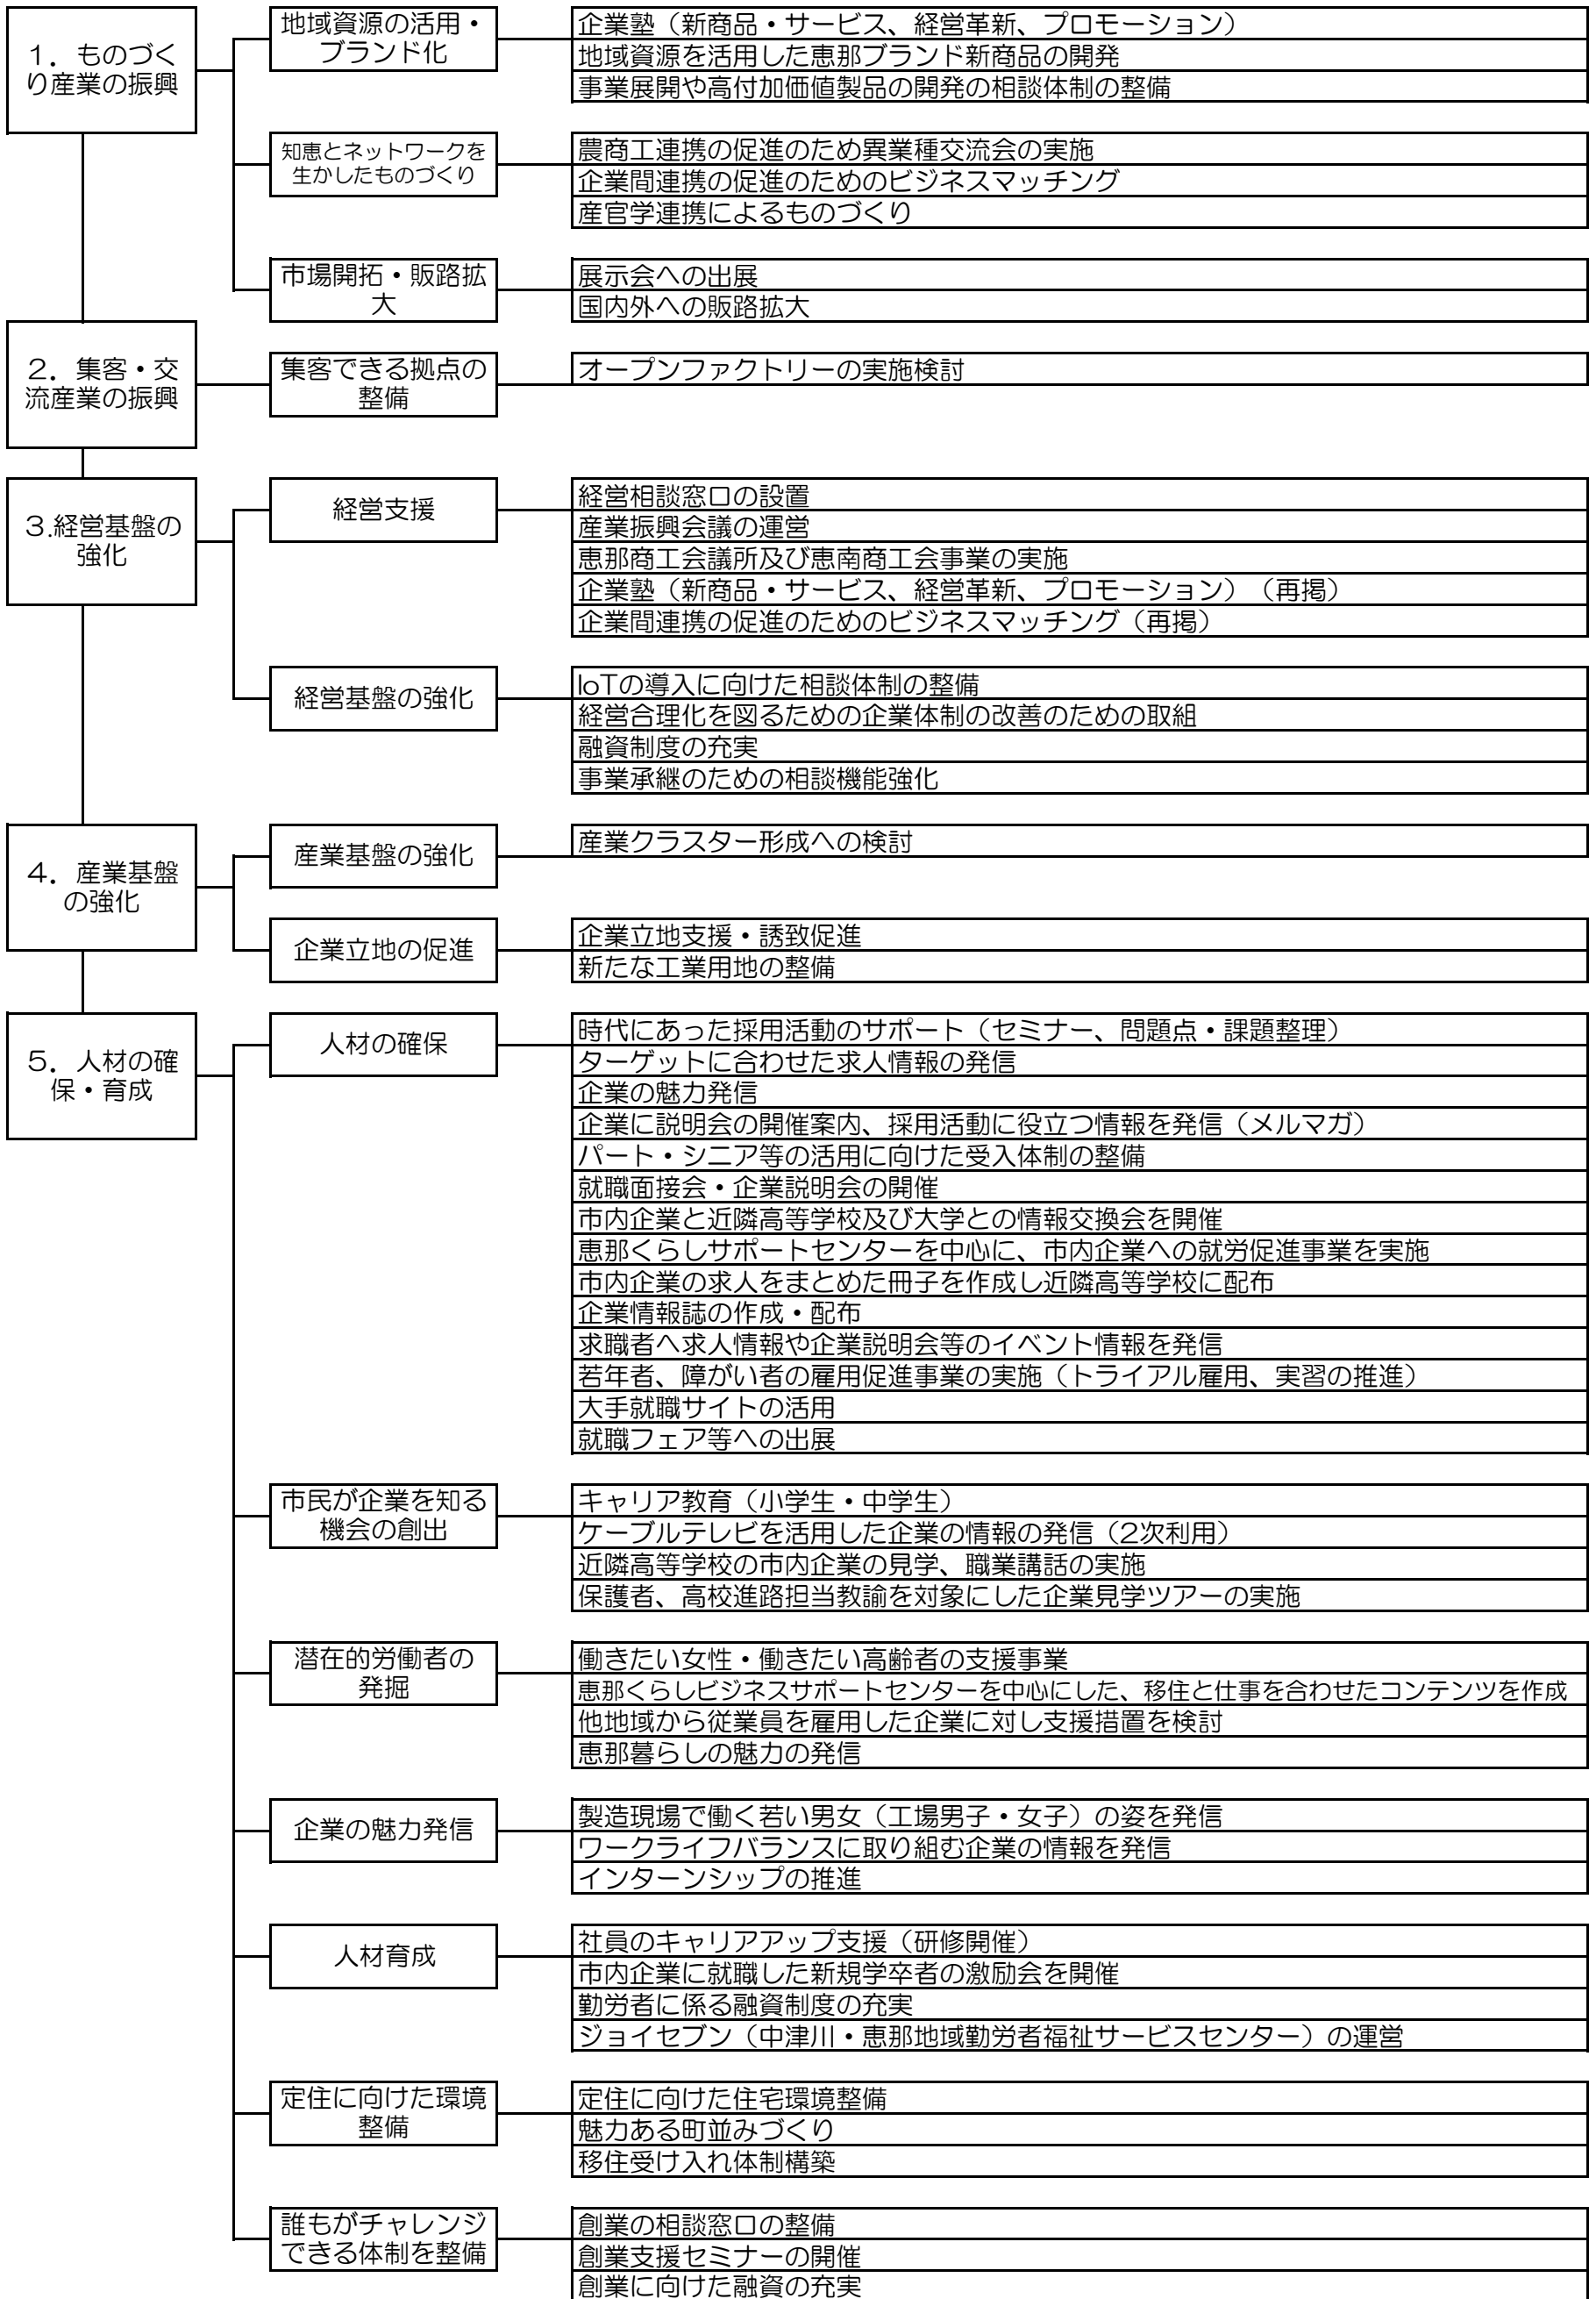 1．ものづく
り産業の振興
地域資源の活用・
ブランド化
企業塾（新商品・サービス、経営革新、プロモーション）
地域資源を活用した恵那ブランド新商品の開発
事業展開や高付加価値製品の開発の相談体制の整備
知恵とネットワークを
生かしたものづくり
農商工連携の促進のため異業種交流会の実施
企業間連携の促進のためのビジネスマッチング
産官学連携によるものづくり
市場開拓・販路拡
大
展示会への出展
国内外への販路拡大
2．集客・交
流産業の振興
集客できる拠点の
整備
オープンファクトリーの実施検討
3.経営基盤の
強化
経営支援
経営相談窓口の設置
産業振興会議の運営
恵那商工会議所及び恵南商工会事業の実施
企業塾（新商品・サービス、経営革新、プロモーション）（再掲）
企業間連携の促進のためのビジネスマッチング（再掲）
経営基盤の強化
IoTの導入に向けた相談体制の整備
経営合理化を図るための企業体制の改善のための取組
融資制度の充実
事業承継のための相談機能強化
4．産業基盤
の強化
産業基盤の強化
産業クラスター形成への検討
企業立地の促進
企業立地支援・誘致促進
新たな工業用地の整備
5．人材の確
保・育成
人材の確保
時代にあった採用活動のサポート（セミナー、問題点・課題整理）
ターゲットに合わせた求人情報の発信
企業の魅力発信
企業に説明会の開催案内、採用活動に役立つ情報を発信（メルマガ）
パート・シニア等の活用に向けた受入体制の整備
就職面接会・企業説明会の開催
市内企業と近隣高等学校及び大学との情報交換会を開催
恵那くらしサポートセンターを中心に、市内企業への就労促進事業を実施
市内企業の求人をまとめた冊子を作成し近隣高等学校に配布
企業情報誌の作成・配布
求職者へ求人情報や企業説明会等のイベント情報を発信
若年者、障がい者の雇用促進事業の実施（トライアル雇用、実習の推進）
大手就職サイトの活用
就職フェア等への出展
市民が企業を知る
機会の創出
キャリア教育（小学生・中学生）
ケーブルテレビを活用した企業の情報の発信（2次利用）
近隣高等学校の市内企業の見学、職業講話の実施
保護者、高校進路担当教諭を対象にした企業見学ツアーの実施
潜在的労働者の
発掘
働きたい女性・働きたい高齢者の支援事業
恵那くらしビジネスサポートセンターを中心にした、移住と仕事を合わせたコンテンツを作成
他地域から従業員を雇用した企業に対し支援措置を検討
恵那暮らしの魅力の発信
企業の魅力発信
製造現場で働く若い男女（工場男子・女子）の姿を発信
ワークライフバランスに取り組む企業の情報を発信
インターンシップの推進
人材育成
社員のキャリアアップ支援（研修開催）
市内企業に就職した新規学卒者の激励会を開催
勤労者に係る融資制度の充実
ジョイセブン（中津川・恵那地域勤労者福祉サービスセンター）の運営
定住に向けた環境
整備
定住に向けた住宅環境整備
魅力ある町並みづくり
移住受け入れ体制構築
誰もがチャレンジ
できる体制を整備
創業の相談窓口の整備
創業支援セミナーの開催
創業に向けた融資の充実